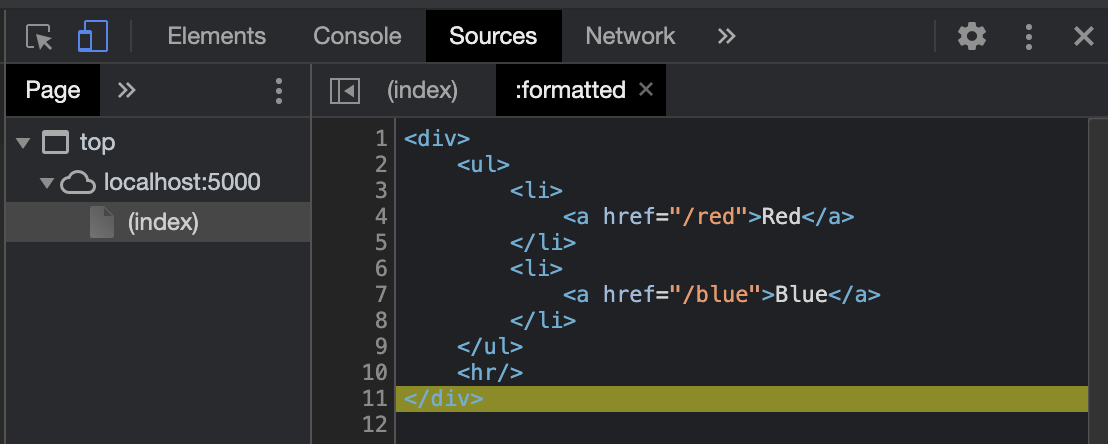 Elements Console Sources Network »
Page » (index) :formatted ×
top
localhost:5000
(index)
1 <div>
2     <ul>
3         <li>
4             <a href="/red">Red</a>
5         </li>
6         <li>
7             <a href="/blue">Blue</a>
8         </li>
9     </ul>
10     <hr/>
11 </div>
12